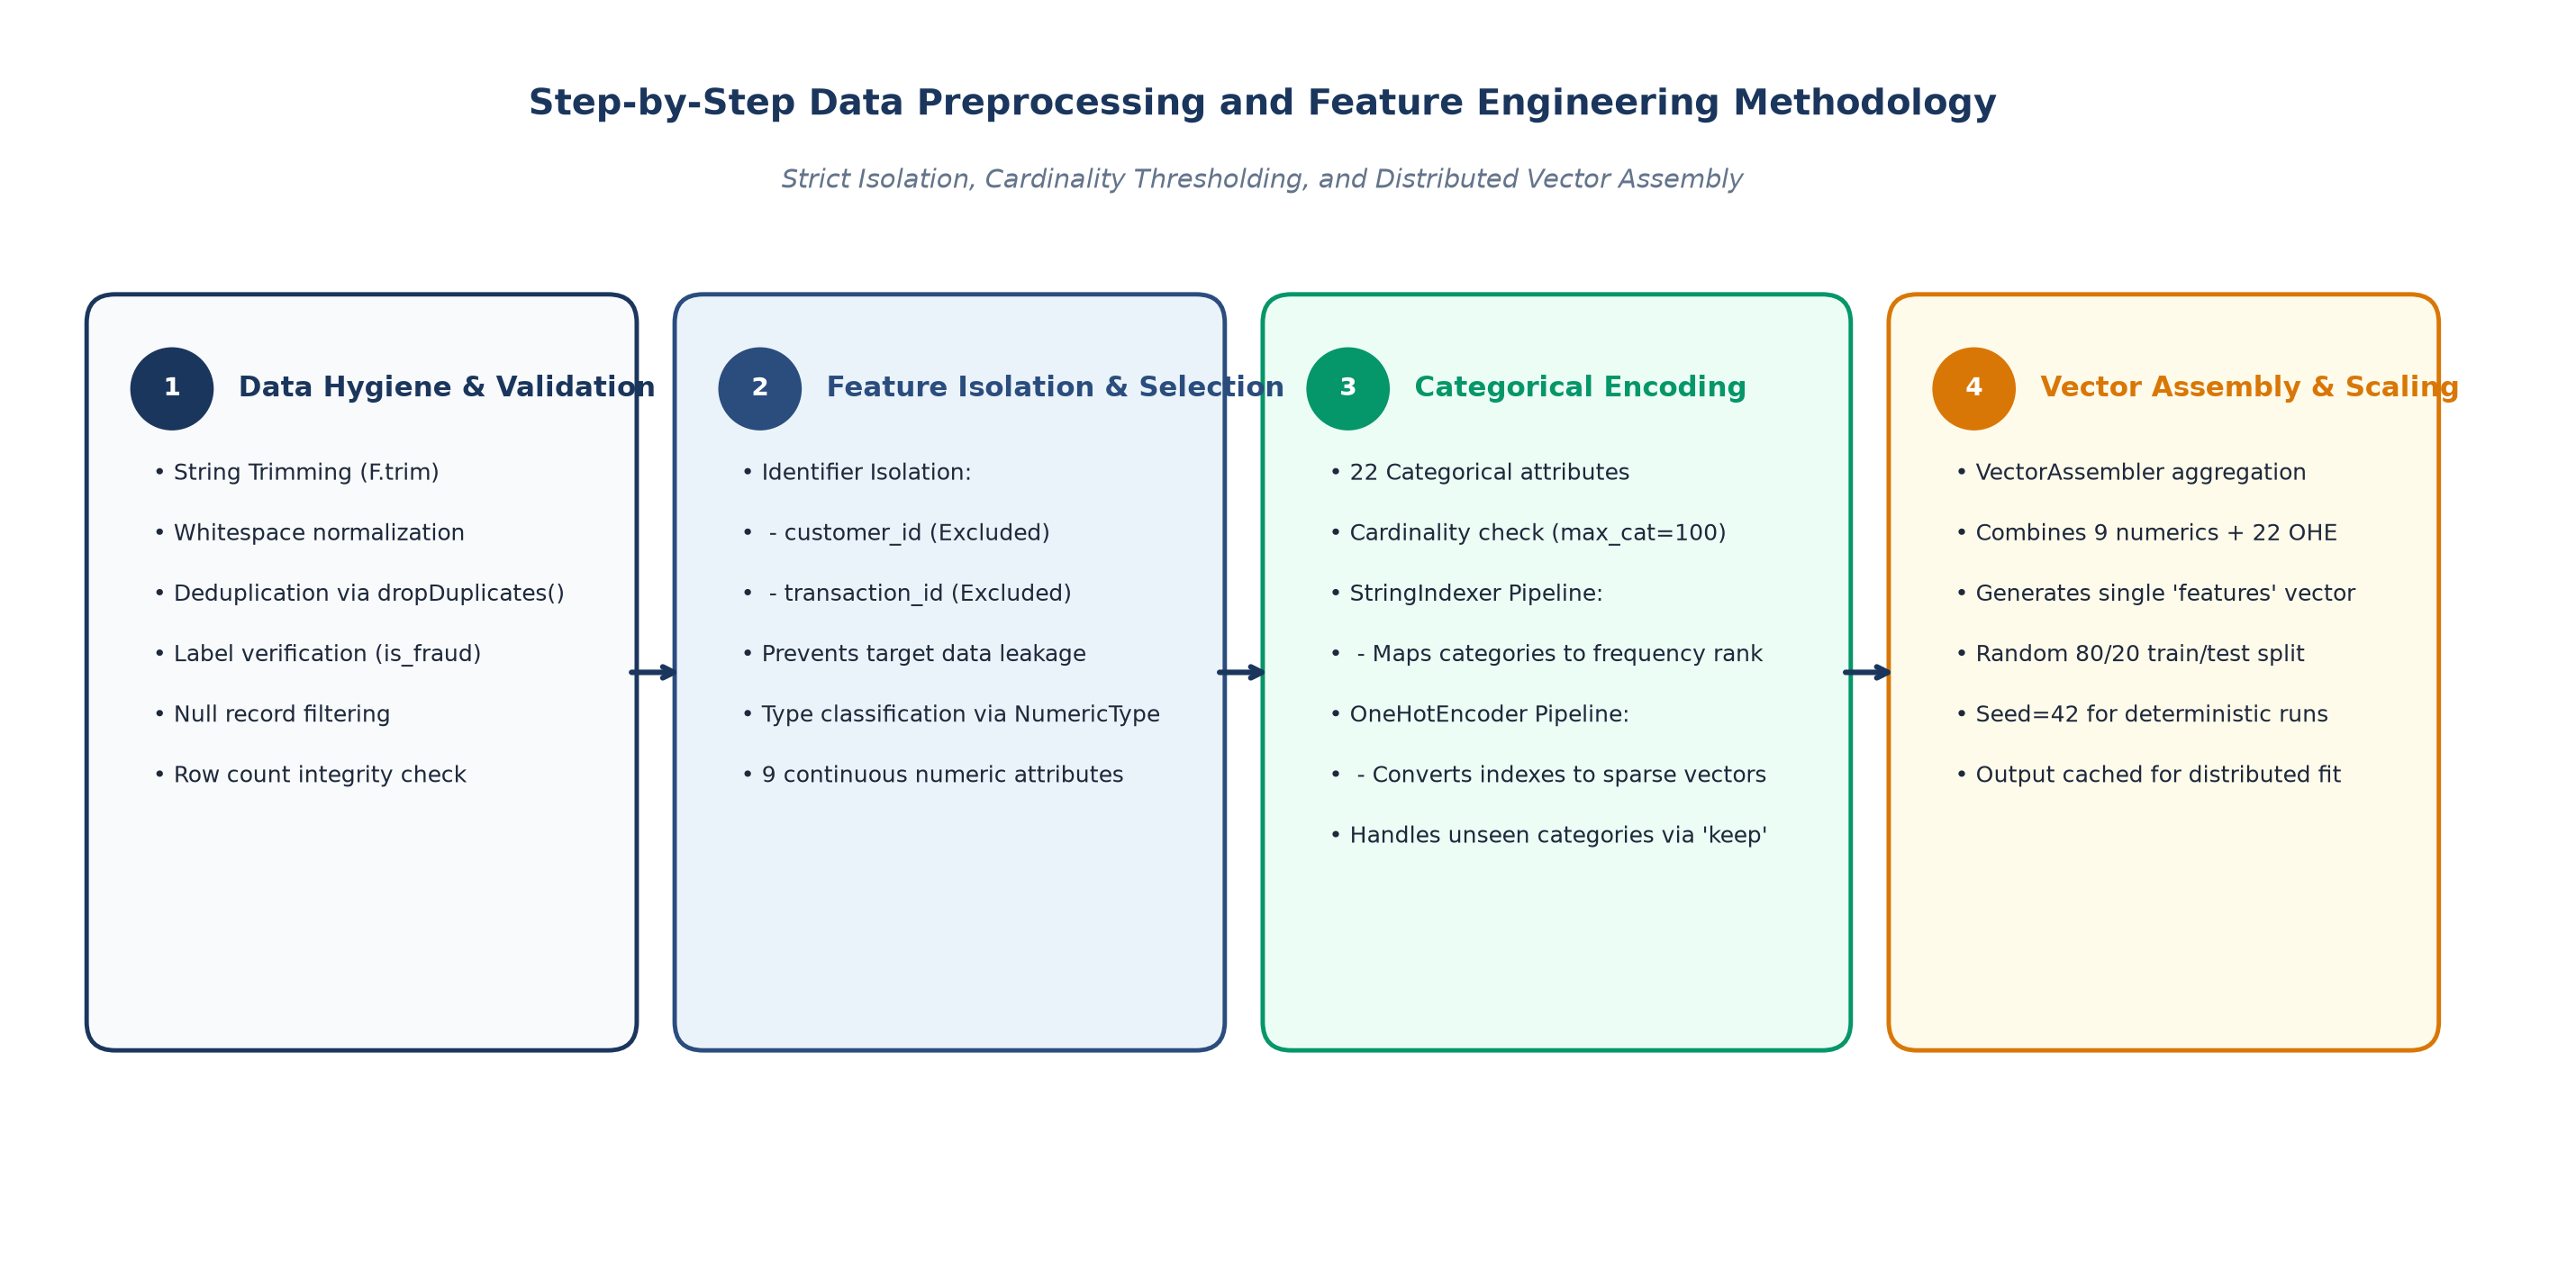 Step-by-Step Data Preprocessing and Feature Engineering Methodology
Strict Isolation, Cardinality Thresholding, and Distributed Vector Assembly
1
Data Hygiene & Validation
• String Trimming (F.trim)
• Whitespace normalization
• Deduplication via dropDuplicates()
• Label verification (is_fraud)
• Null record filtering
• Row count integrity check
2
Feature Isolation & Selection
• Identifier Isolation:
• - customer_id (Excluded)
• - transaction_id (Excluded)
• Prevents target data leakage
• Type classification via NumericType
• 9 continuous numeric attributes
3
Categorical Encoding
• 22 Categorical attributes
• Cardinality check (max_cat=100)
• StringIndexer Pipeline:
• - Maps categories to frequency rank
• OneHotEncoder Pipeline:
• - Converts indexes to sparse vectors
• Handles unseen categories via 'keep'
4
Vector Assembly & Scaling
• VectorAssembler aggregation
• Combines 9 numerics + 22 OHE
• Generates single 'features' vector
• Random 80/20 train/test split
• Seed=42 for deterministic runs
• Output cached for distributed fit